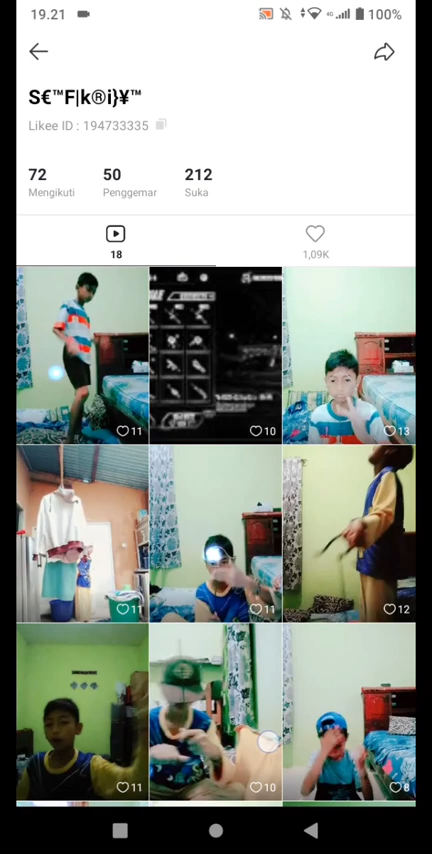 19.21
4G
100%
S€™F|k®i}¥™
Likee ID : 194733335
72
50
212
Mengikuti
Penggemar
Suka
18
1,09K
11
10
13
11
11
12
11
10
8